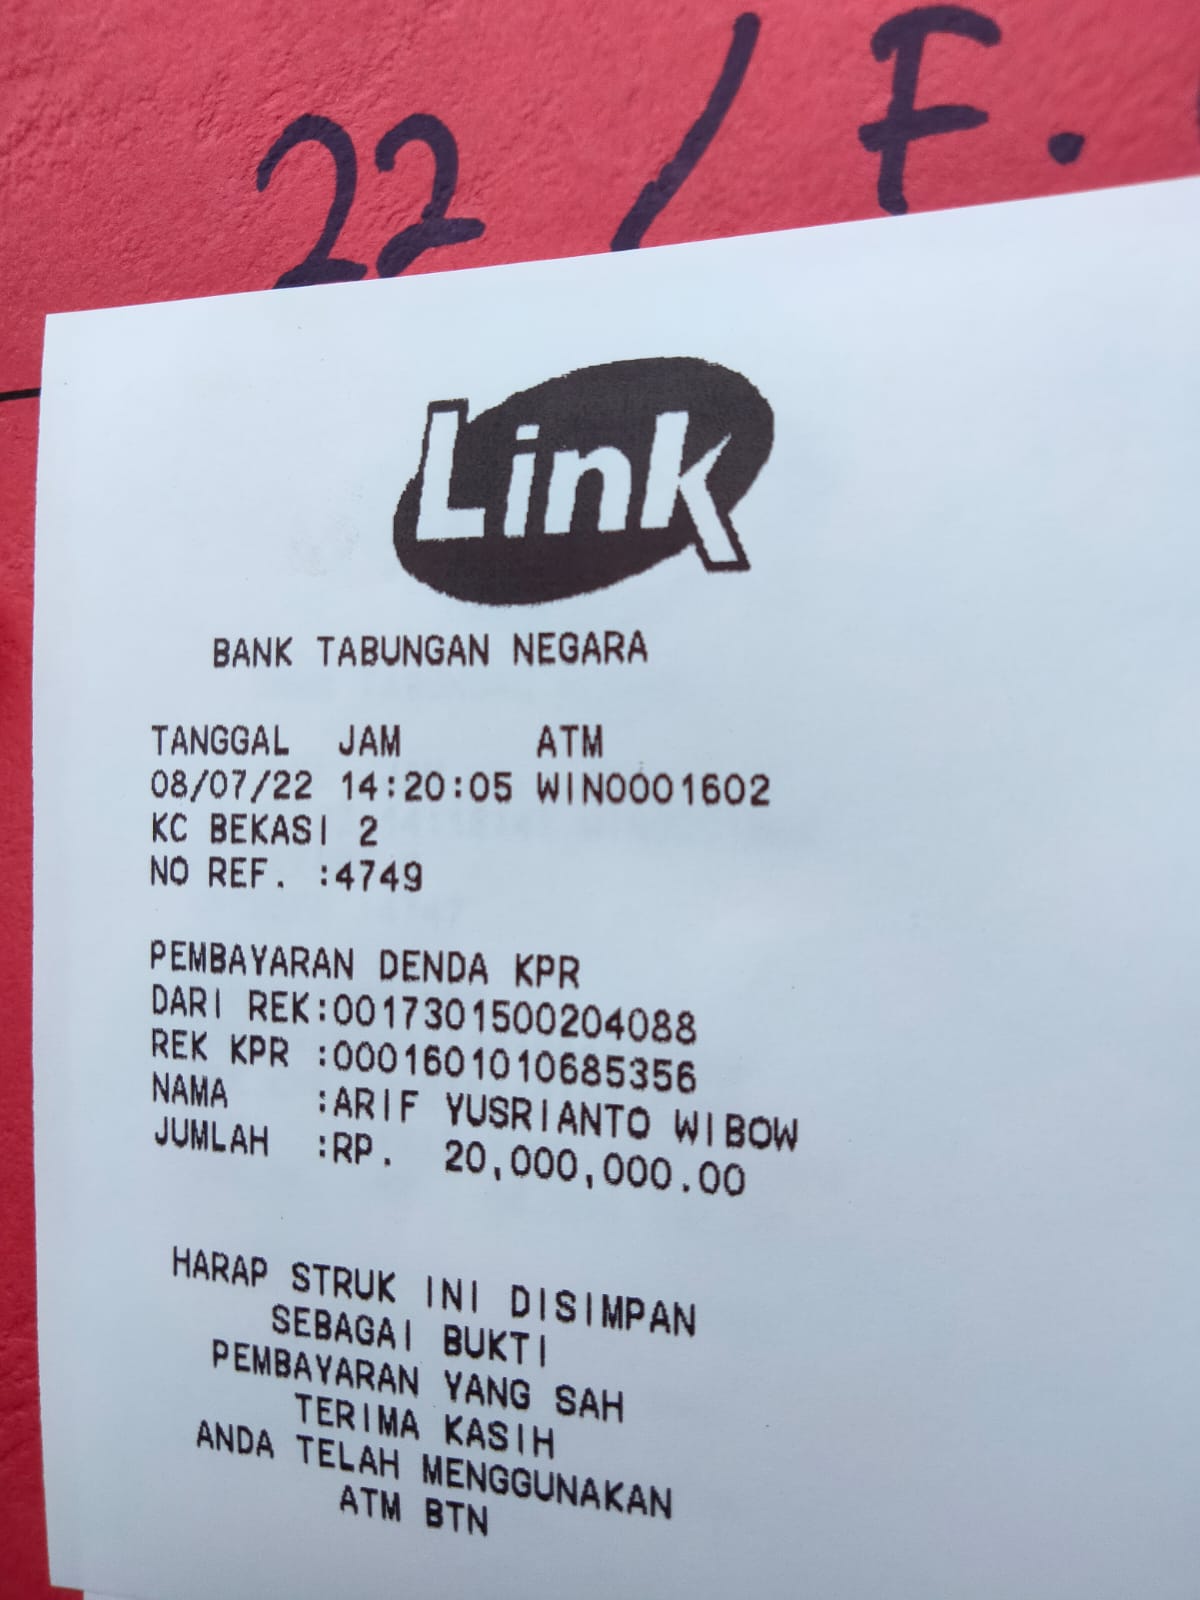 22 / F.
Link
BANK TABUNGAN NEGARA
TANGGAL JAM ATM
08/07/22 14:20:05 WIN0001602
KC BEKASI 2
NO REF. :4749
PEMBAYARAN DENDA KPR
DARI REK:0017301500204088
REK KPR :0001601010685356
NAMA :ARIF YUSRIANTO WIBOW
JUMLAH :RP. 20,000,000.00
HARAP STRUK INI DISIMPAN
SEBAGAI BUKTI
PEMBAYARAN YANG SAH
TERIMA KASIH
ANDA TELAH MENGGUNAKAN
ATM BTN